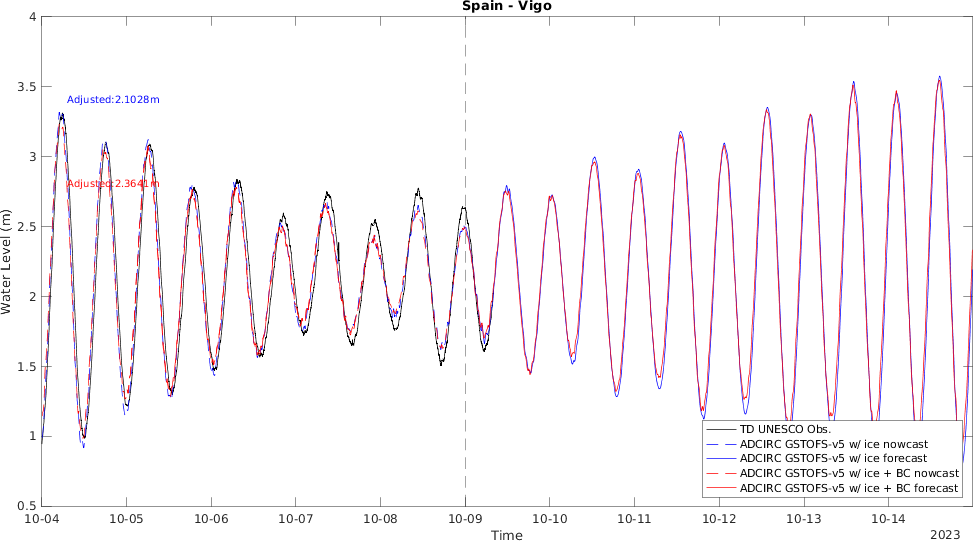 Spain - Vigo
4
3.5
3
2.5
2
1.5
1
0.5
Water Level (m)
Adjusted:2.1028m
Adjusted:2.3641m
TD UNESCO Obs.
ADCIRC GSTOFS-v5 w/ ice nowcast
ADCIRC GSTOFS-v5 w/ ice forecast
ADCIRC GSTOFS-v5 w/ ice + BC nowcast
ADCIRC GSTOFS-v5 w/ ice + BC forecast
10-04 10-05 10-06 10-07 10-08 10-09 10-10 10-11 10-12 10-13 10-14
Time
2023